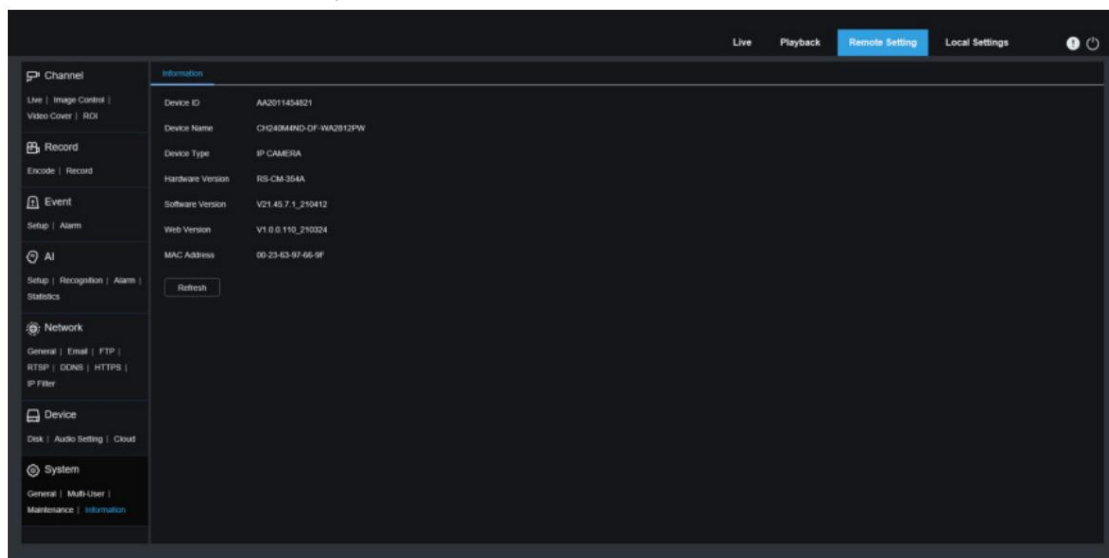 Live Playback Remote Setting Local Settings
Channel
Live | Image Control |
Video Cover | ROI
Record
Encode | Record
Event
Setup | Alarm
AI
Setup | Recognition | Alarm |
Statistics
Network
General | Email | FTP |
RTSP | DDNS | HTTPS |
IP Filter
Device
Disk | Audio Setting | Cloud
System
General | Multi-User |
Maintenance | Information
Information
Device ID AA2011454821
Device Name CH240M4ND-DF-WA2812PW
Device Type IP CAMERA
Hardware Version RS-CM-354A
Software Version V21.45.7.1_210412
Web Version V1.0.0.110_210324
MAC Address 00-23-63-97-66-9F
Refresh